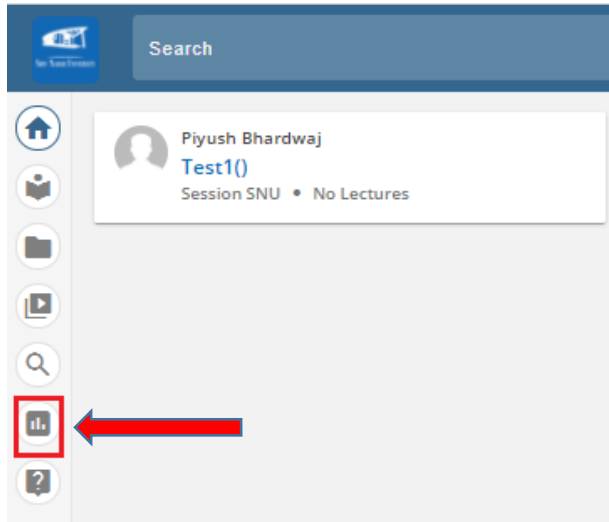 Search
Piyush Bhardwaj
Test1()
Session SNU • No Lectures